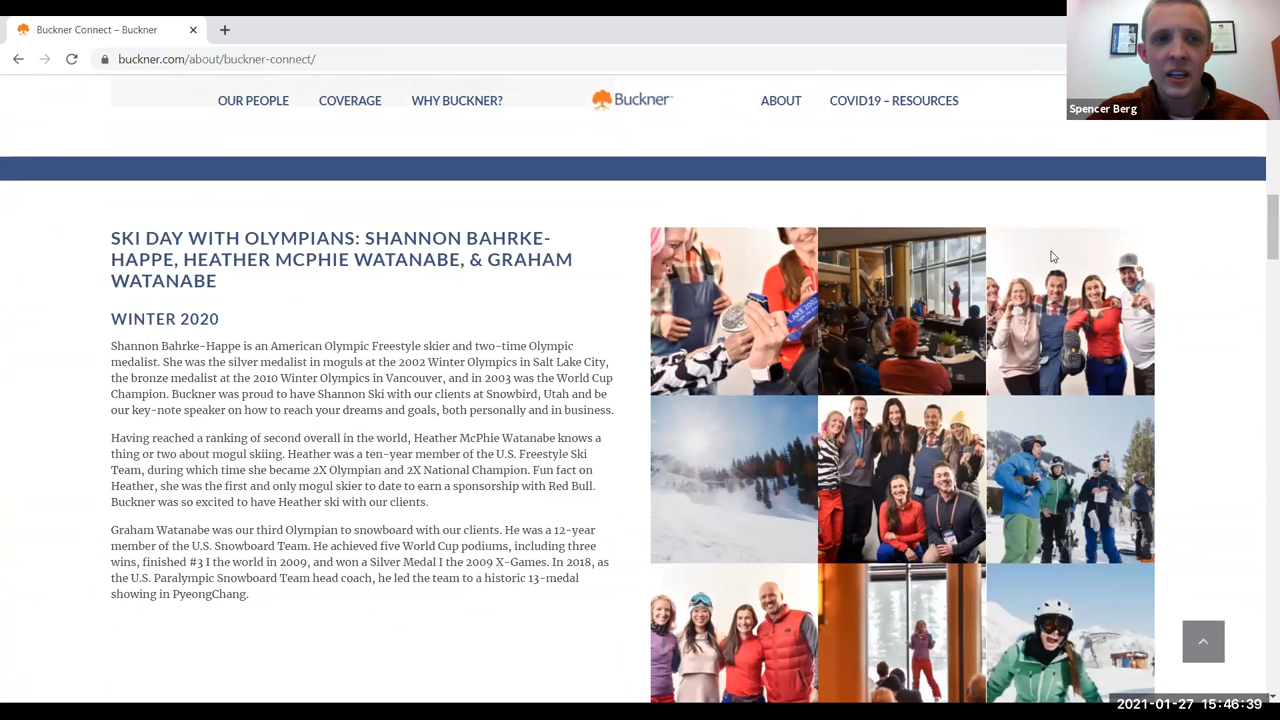 Buckner Connect – Buckner
buckner.com/about/buckner-connect/
Spencer Berg
OUR PEOPLE COVERAGE WHY BUCKNER? Buckner ABOUT COVID19 – RESOURCES
SKI DAY WITH OLYMPIANS: SHANNON BAHRKE-
HAPPE, HEATHER MCPHIE WATANABE, & GRAHAM
WATANABE
WINTER 2020
Shannon Bahrke-Happe is an American Olympic Freestyle skier and two-time Olympic
medalist. She was the silver medalist in moguls at the 2002 Winter Olympics in Salt Lake City,
the bronze medalist at the 2010 Winter Olympics in Vancouver, and in 2003 was the World Cup
Champion. Buckner was proud to have Shannon Ski with our clients at Snowbird, Utah and be
our key-note speaker on how to reach your dreams and goals, both personally and in business.
Having reached a ranking of second overall in the world, Heather McPhie Watanabe knows a
thing or two about mogul skiing. Heather was a ten-year member of the U.S. Freestyle Ski
Team, during which time she became 2X Olympian and 2X National Champion. Fun fact on
Heather, she was the first and only mogul skier to date to earn a sponsorship with Red Bull.
Buckner was so excited to have Heather ski with our clients.
Graham Watanabe was our third Olympian to snowboard with our clients. He was a 12-year
member of the U.S. Snowboard Team. He achieved five World Cup podiums, including three
wins, finished #3 I the world in 2009, and won a Silver Medal I the 2009 X-Games. In 2018, as
the U.S. Paralympic Snowboard Team head coach, he led the team to a historic 13-medal
showing in PyeongChang.
2021-01-27 15:46:39